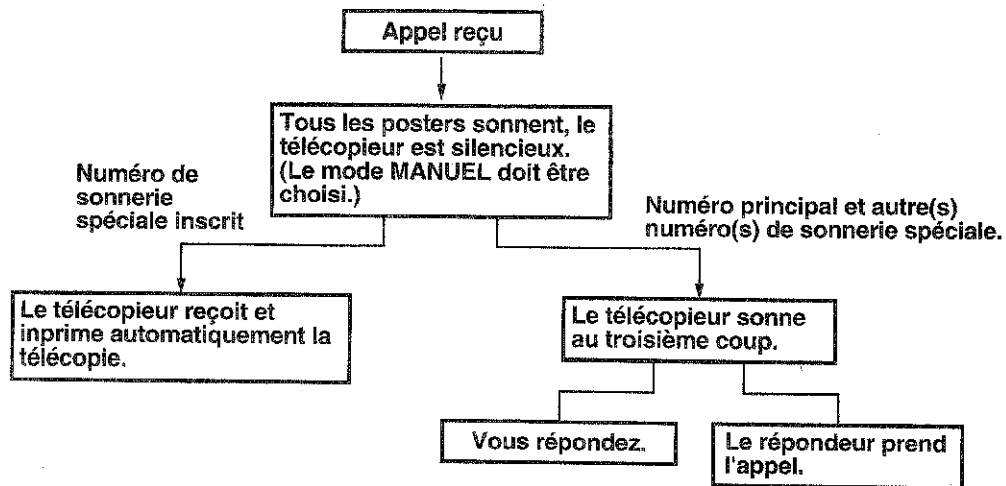 Appel reçu
Tous les posters sonnent, le
télécopieur est silencieux.
(Le mode MANUEL doit être
choisi.)
Numéro de
sonnerie
spéciale inscrit
Numéro principal et autre(s)
numéro(s) de sonnerie spéciale.
Le télécopieur reçoit et
inprime automatiquement la
télécopie.
Le télécopieur sonne
au troisième coup.
Vous répondez.
Le répondeur prend
l'appel.